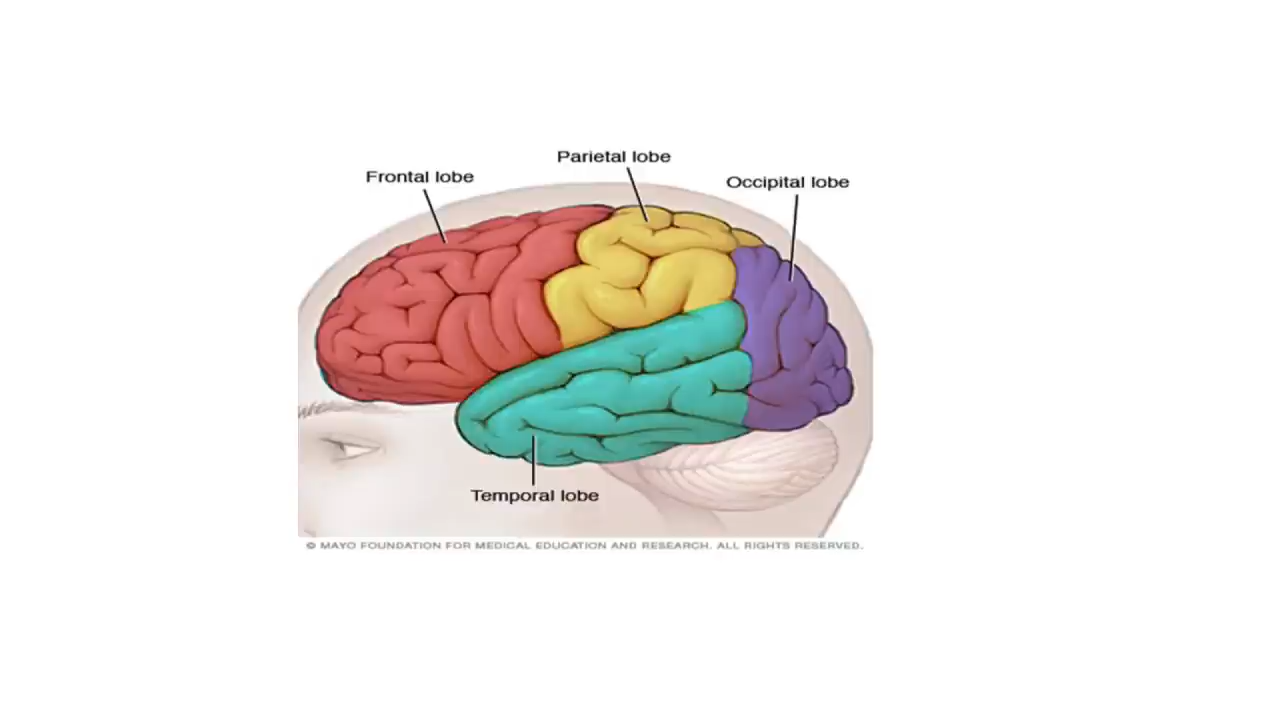 Parietal lobe
Frontal lobe
Occipital lobe
Temporal lobe
© MAYO FOUNDATION FOR MEDICAL EDUCATION AND RESEARCH. ALL RIGHTS RESERVED.